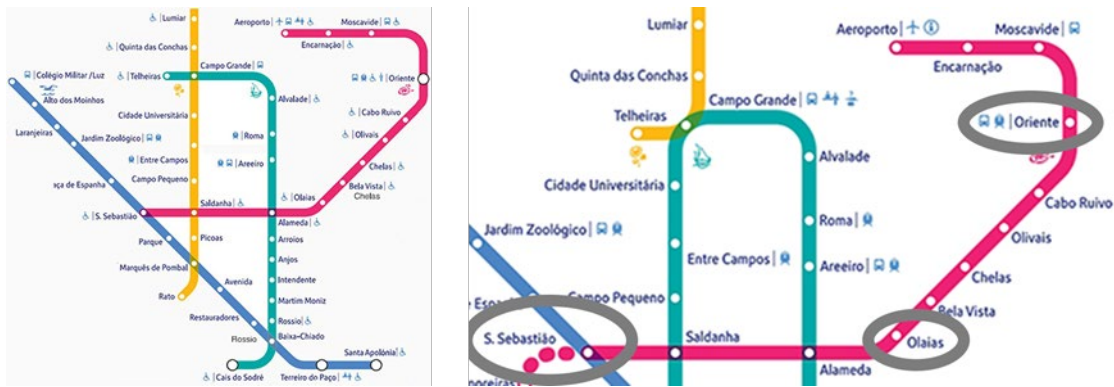 Lumiar
Quinta das Conchas
Colégio Militar /Luz
Telheiras
Campo Grande
Alto dos Moinhos
Laranjeiras
Jardim Zoológico
aça de Espanha
S. Sebastião
Parque
Marquês de Pombal
Rato
Cidade Universitária
Entre Campos
Campo Pequeno
Saldanha
Picoas
Avenida
Restauradores
Rossio
Cais do Sodré
Terreiro do Paço
Santa Apolónia
Aeroporto
Encarnação
Moscavide
Oriente
Cabo Ruivo
Olivais
Chelas
Bela Vista
Chelas
Olaias
Alvalade
Roma
Areeiro
Alameda
Arroios
Anjos
Intendente
Martim Moniz
Rossio
Baixa-Chiado
Lumiar
Quinta das Conchas
Telheiras
Campo Grande
Cidade Universitária
Jardim Zoológico
Entre Campos
Campo Pequeno
S. Sebastião
Saldanha
Alameda
Alvalade
Roma
Areeiro
Aeroporto
Encarnação
Moscavide
Oriente
Cabo Ruivo
Olivais
Chelas
Bela Vista
Olaias